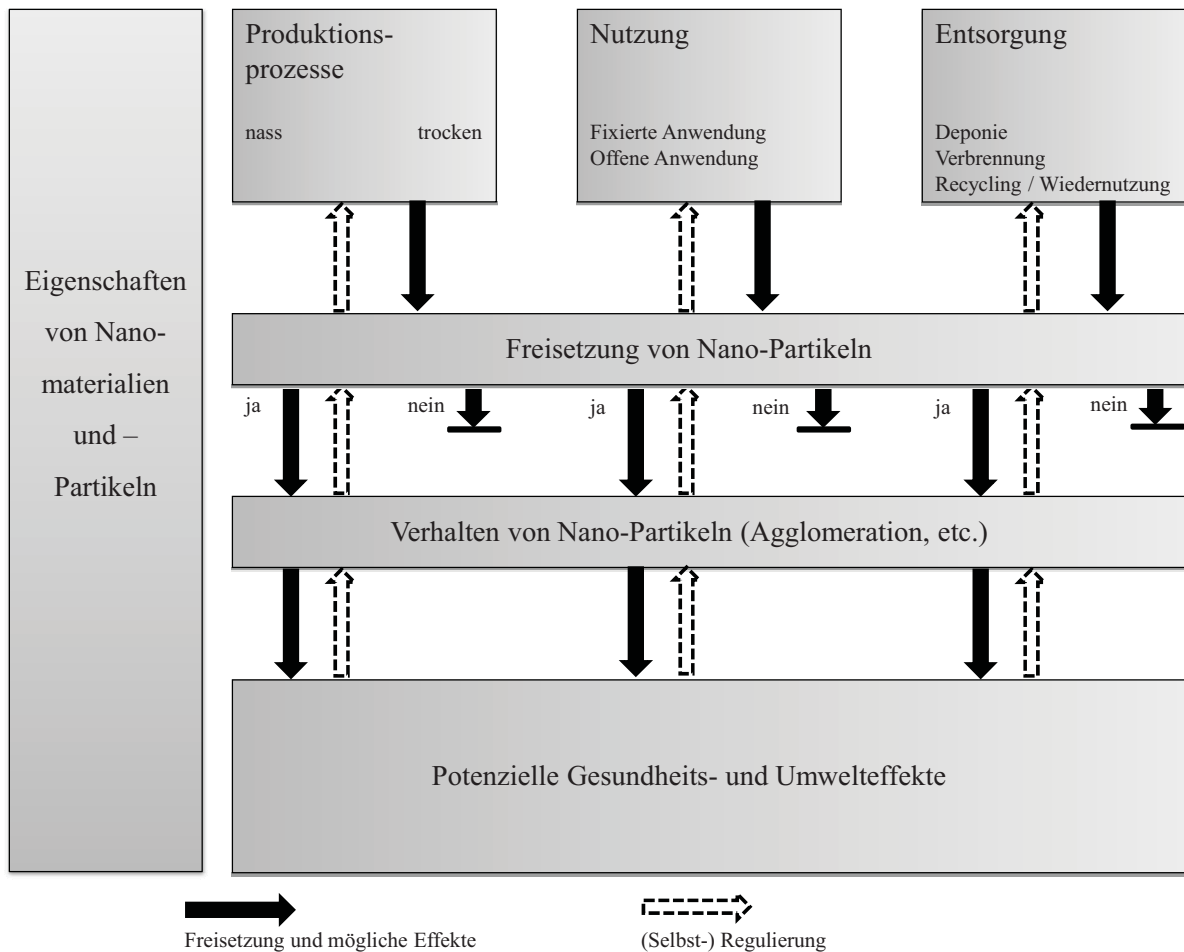 Eigenschaften
von Nano-
materialien
und –
Partikeln
Produktions-
prozesse
nass trocken
Nutzung
Fixierte Anwendung
Offene Anwendung
Entsorgung
Deponie
Verbrennung
Recycling / Wiedernutzung
Freisetzung von Nano-Partikeln
ja nein ja nein ja nein
Verhalten von Nano-Partikeln (Agglomeration, etc.)
Potenzielle Gesundheits- und Umwelteffekte
Freisetzung und mögliche Effekte
(Selbst-) Regulierung